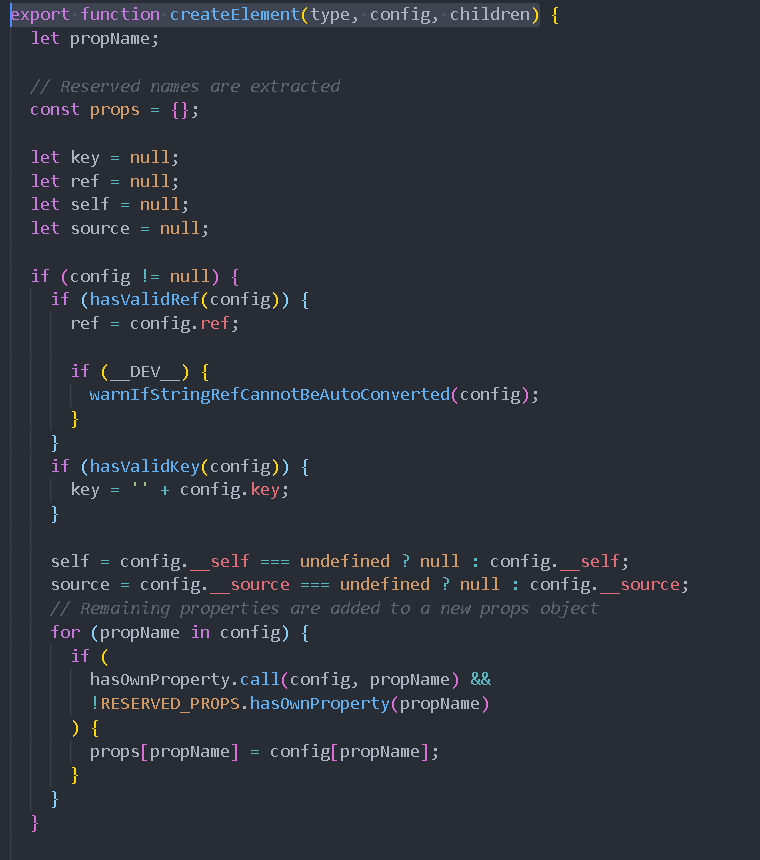 export function createElement(type, config, children) {
  let propName;

  // Reserved names are extracted
  const props = {};

  let key = null;
  let ref = null;
  let self = null;
  let source = null;

  if (config != null) {
    if (hasValidRef(config)) {
      ref = config.ref;

      if (__DEV__) {
        warnIfStringRefCannotBeAutoConverted(config);
      }
    }
    if (hasValidKey(config)) {
      key = '' + config.key;
    }

    self = config.__self === undefined ? null : config.__self;
    source = config.__source === undefined ? null : config.__source;
    // Remaining properties are added to a new props object
    for (propName in config) {
      if (
        hasOwnProperty.call(config, propName) &&
        !RESERVED_PROPS.hasOwnProperty(propName)
      ) {
        props[propName] = config[propName];
      }
    }
  }